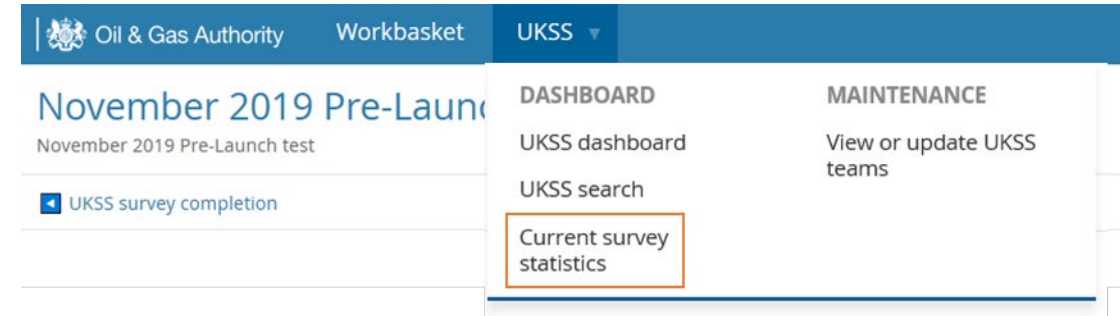 Oil & Gas Authority Workbasket UKSS
November 2019 Pre-Laun
November 2019 Pre-Launch test
UKSS survey completion
DASHBOARD
UKSS dashboard
UKSS search
Current survey
statistics
MAINTENANCE
View or update UKSS
teams